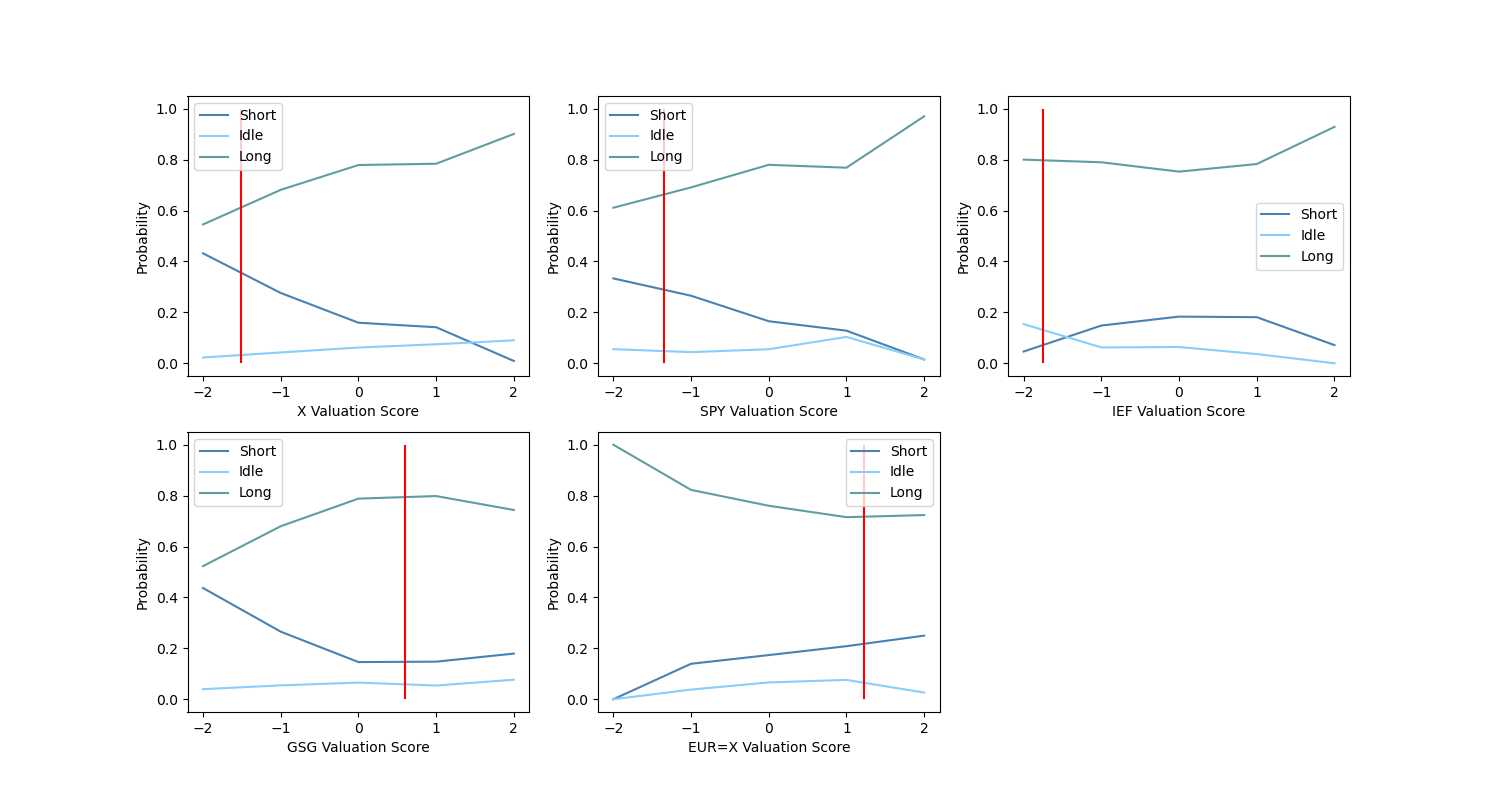 Short
Idle
Long
1.0
0.8
0.6
0.4
0.2
0.0
Probability
−2 −1 0 1 2
X Valuation Score
Short
Idle
Long
1.0
0.8
0.6
0.4
0.2
0.0
Probability
−2 −1 0 1 2
SPY Valuation Score
Short
Idle
Long
1.0
0.8
0.6
0.4
0.2
0.0
Probability
−2 −1 0 1 2
IEF Valuation Score
Short
Idle
Long
1.0
0.8
0.6
0.4
0.2
0.0
Probability
−2 −1 0 1 2
GSG Valuation Score
Short
Idle
Long
1.0
0.8
0.6
0.4
0.2
0.0
Probability
−2 −1 0 1 2
EUR=X Valuation Score